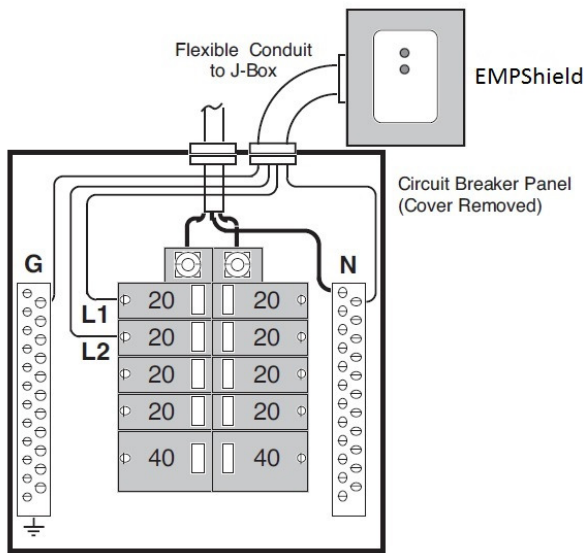 Flexible Conduit
to J-Box
EMPShield
Circuit Breaker Panel
(Cover Removed)
G
N
L1
20
20
L2
20
20
20
20
20
20
40
40